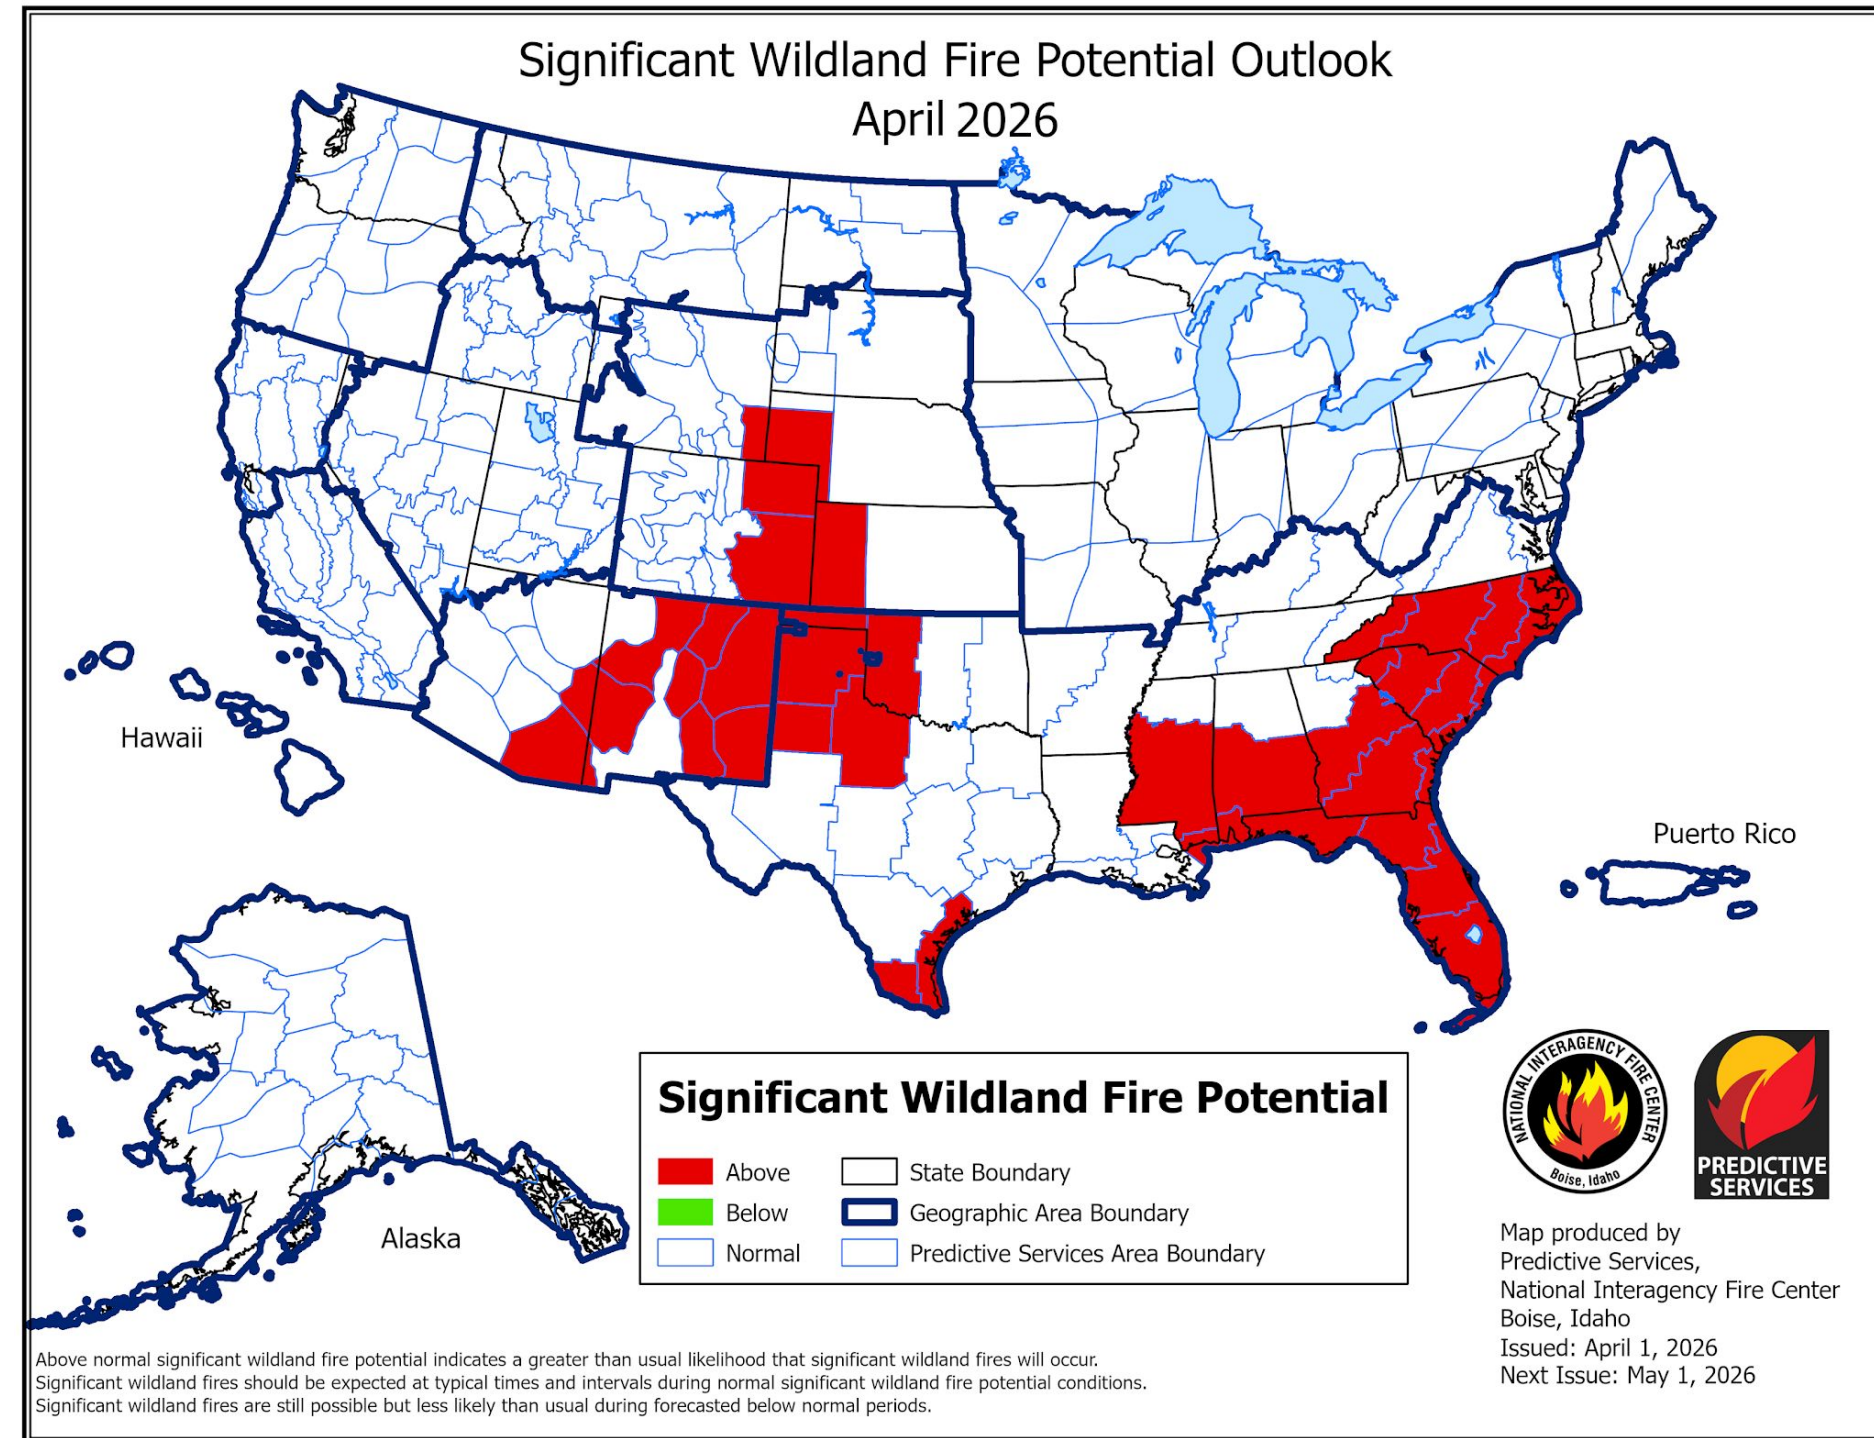 Significant Wildland Fire Potential Outlook
April 2026
Hawaii
Puerto Rico
Alaska
Significant Wildland Fire Potential
Above
Below
Normal
State Boundary
Geographic Area Boundary
Predictive Services Area Boundary
NATIONAL INTERAGENCY FIRE CENTER
Boise, Idaho
PREDICTIVE
SERVICES
Map produced by
Predictive Services,
National Interagency Fire Center
Boise, Idaho
Issued: April 1, 2026
Next Issue: May 1, 2026
Above normal significant wildland fire potential indicates a greater than usual likelihood that significant wildland fires will occur.
Significant wildland fires should be expected at typical times and intervals during normal significant wildland fire potential conditions.
Significant wildland fires are still possible but less likely than usual during forecasted below normal periods.